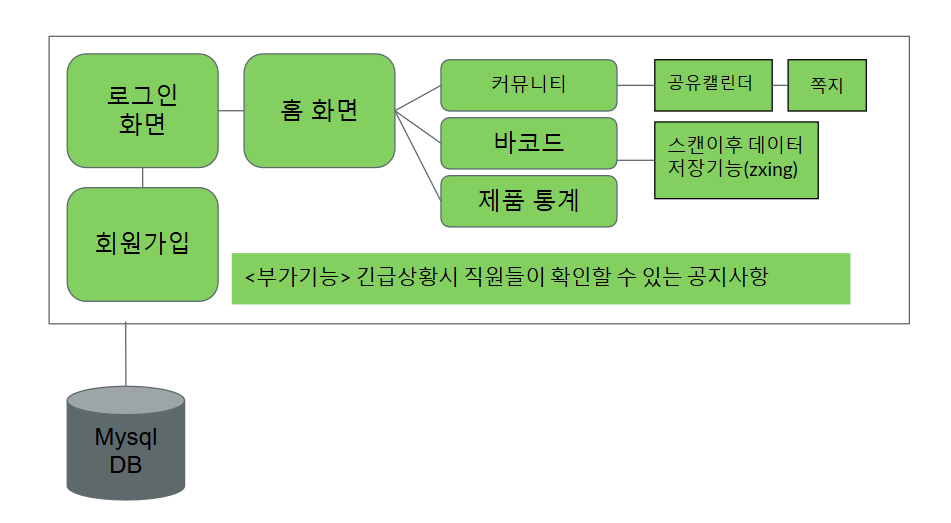 로그인
화면
홈 화면
커뮤니티
공유캘린더
쪽지
바코드
스캔이후 데이터
저장기능(zxing)
제품 통계
회원가입
<부가기능> 긴급상황시 직원들이 확인할 수 있는 공지사항
Mysql
DB